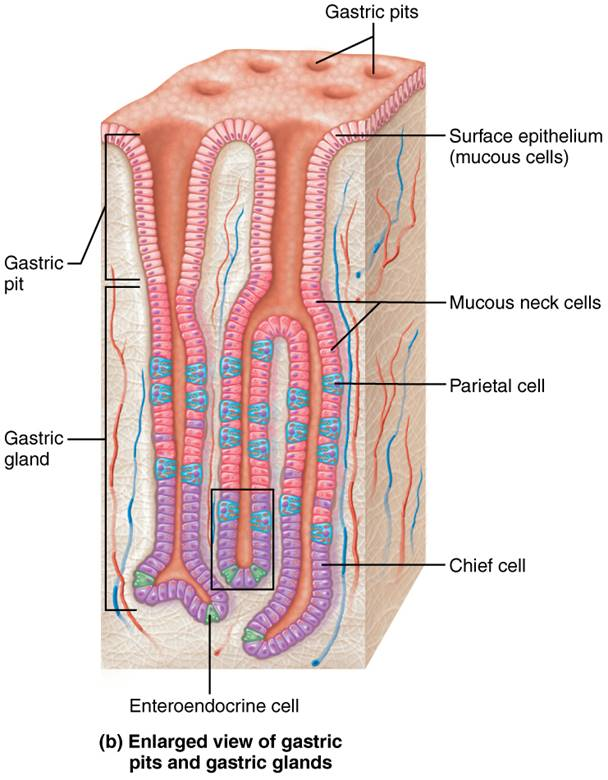 Gastric pits
Surface epithelium
(mucous cells)
Gastric
pit
Mucous neck cells
Parietal cell
Gastric
gland
Chief cell
Enteroendocrine cell
(b) Enlarged view of gastric
pits and gastric glands